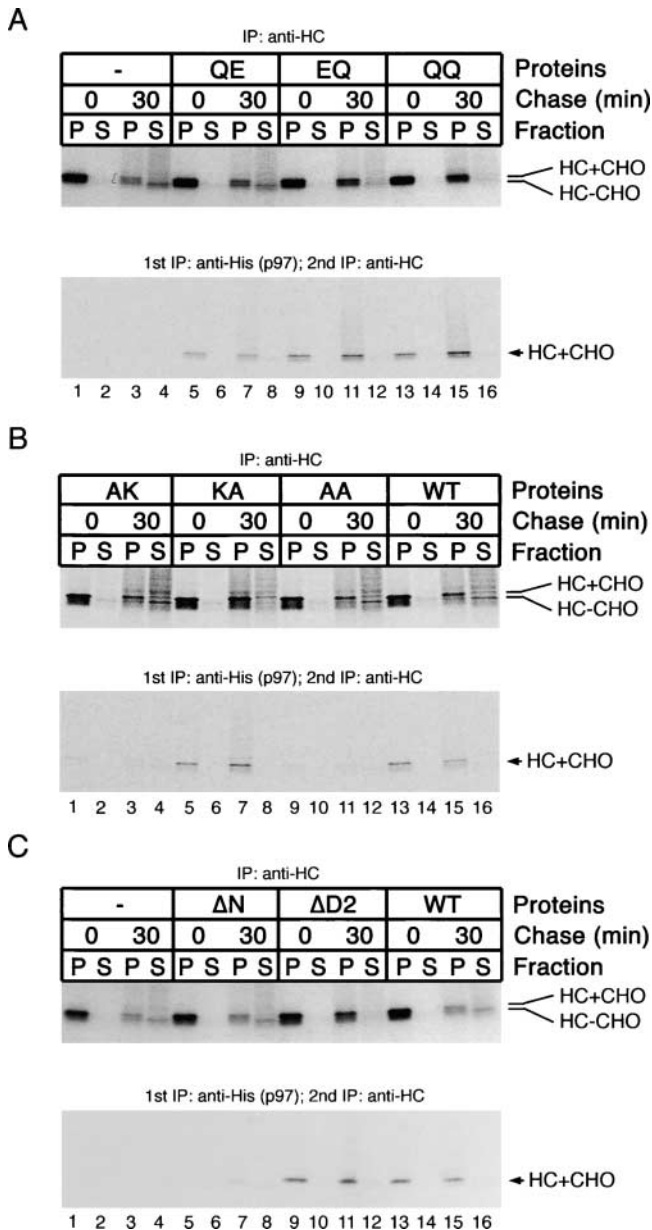 A
IP: anti-HC
- QE EQ QQ Proteins
0 30 0 30 0 30 0 30 Chase (min)
P S P S P S P S P S P S P S P S Fraction
HC+CHO
HC-CHO
1st IP: anti-His (p97); 2nd IP: anti-HC
HC+CHO
1 2 3 4 5 6 7 8 9 10 11 12 13 14 15 16
B
IP: anti-HC
AK KA AA WT Proteins
0 30 0 30 0 30 0 30 Chase (min)
P S P S P S P S P S P S P S P S Fraction
HC+CHO
HC-CHO
1st IP: anti-His (p97); 2nd IP: anti-HC
HC+CHO
1 2 3 4 5 6 7 8 9 10 11 12 13 14 15 16
C
IP: anti-HC
- ΔN ΔD2 WT Proteins
0 30 0 30 0 30 0 30 Chase (min)
P S P S P S P S P S P S P S P S Fraction
HC+CHO
HC-CHO
1st IP: anti-His (p97); 2nd IP: anti-HC
HC+CHO
1 2 3 4 5 6 7 8 9 10 11 12 13 14 15 16